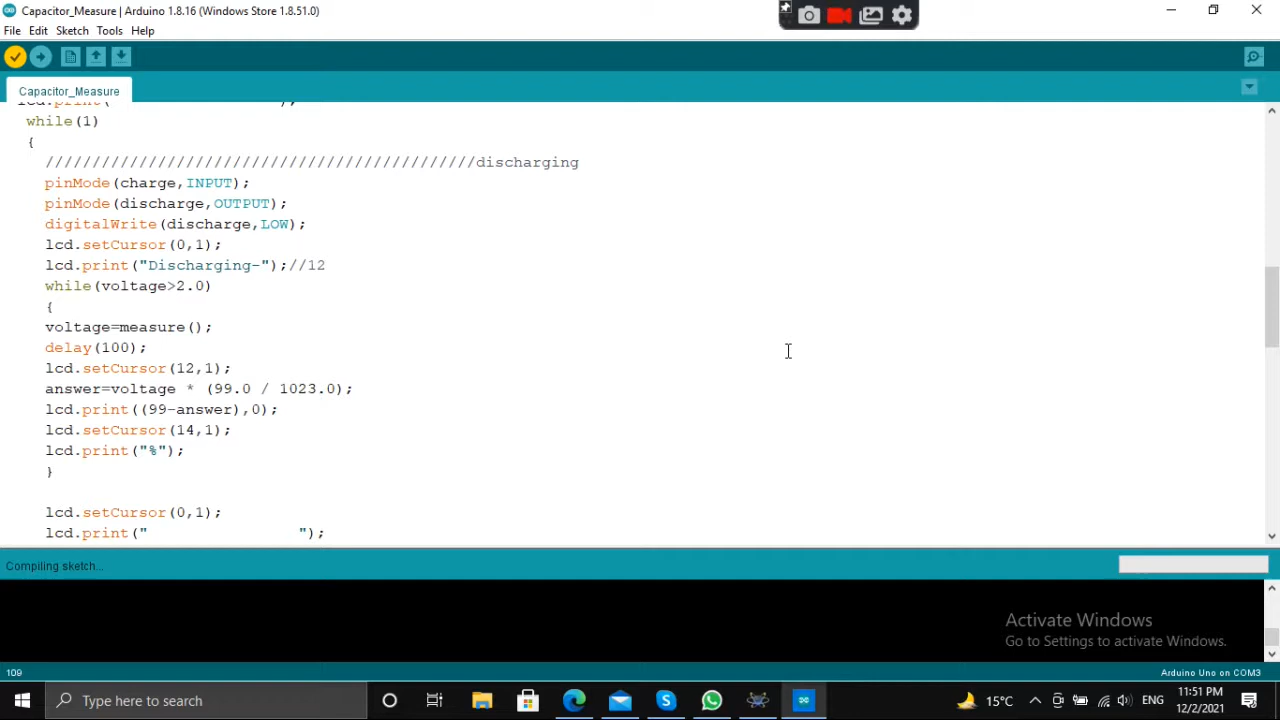 Capacitor_Measure | Arduino 1.8.16 (Windows Store 1.8.51.0)
File Edit Sketch Tools Help
Capacitor_Measure
lcd.print(" ");
while(1)
{
/////////////////////////////////////////////discharging
pinMode(charge,INPUT);
pinMode(discharge,OUTPUT);
digitalWrite(discharge,LOW);
lcd.setCursor(0,1);
lcd.print("Discharging-");//12
while(voltage>2.0)
{
voltage=measure();
delay(100);
lcd.setCursor(12,1);
answer=voltage * (99.0 / 1023.0);
lcd.print((99-answer),0);
lcd.setCursor(14,1);
lcd.print("%");
}
lcd.setCursor(0,1);
lcd.print("                ");
Compiling sketch...
Activate Windows
Go to Settings to activate Windows.
109
Arduino Uno on COM3
Type here to search
15°C
ENG
11:51 PM
12/2/2021